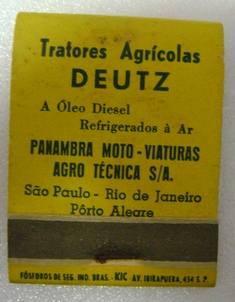 Tratores Agrícolas
DEUTZ
A Óleo Diesel
Refrigerados à Ar
PANAMBRA MOTO - VIATURAS
AGRO TÉCNICA S/A.
São Paulo - Rio de Janeiro
Pôrto Alegre
FÓSFOROS DE SEG. IND. BRAS. - KIC AV. IBIRAPUERA, 454 S. P.